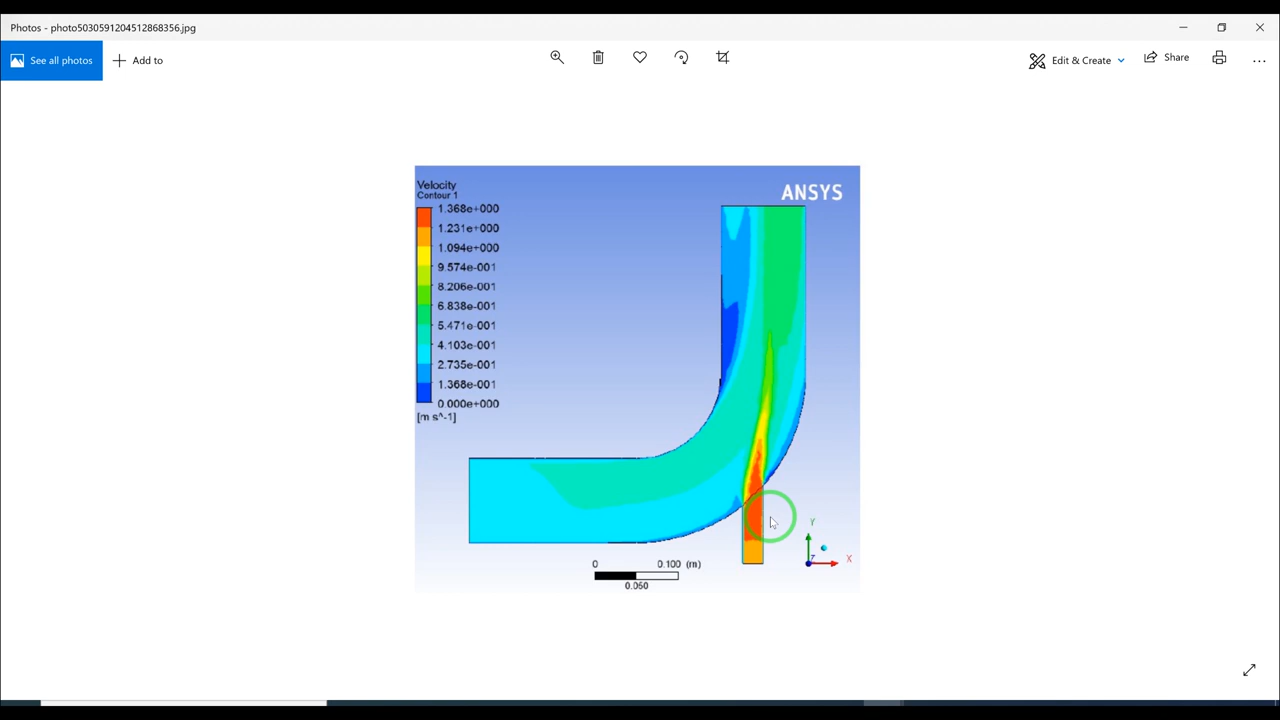 Photos - photo5030591204512868356.jpg
See all photos
Add to
Edit & Create
Share
Velocity
Contour 1
ANSYS
1.368e+000
1.231e+000
1.094e+000
9.574e-001
8.206e-001
6.838e-001
5.471e-001
4.103e-001
2.735e-001
1.368e-001
0.000e+000
[m s^-1]
Y
X
Z
0
0.100 (m)
0.050